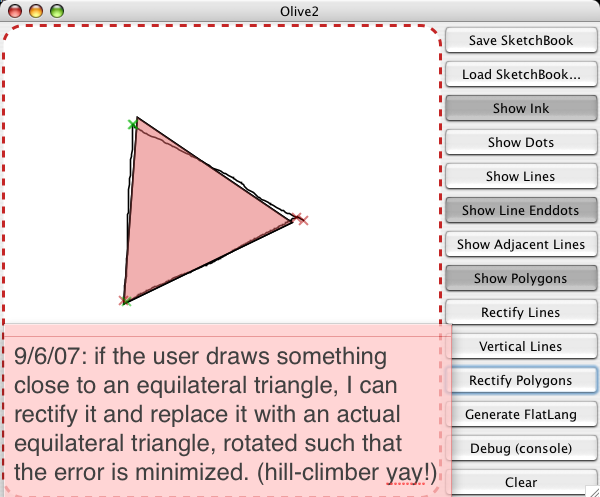 Olive2
Save SketchBook
Load SketchBook...
Show Ink
Show Dots
Show Lines
Show Line Enddots
Show Adjacent Lines
Show Polygons
Rectify Lines
Vertical Lines
Rectify Polygons
Generate FlatLang
Debug (console)
Clear
9/6/07: if the user draws something
close to an equilateral triangle, I can
rectify it and replace it with an actual
equilateral triangle, rotated such that
the error is minimized. (hill-climber yay!)